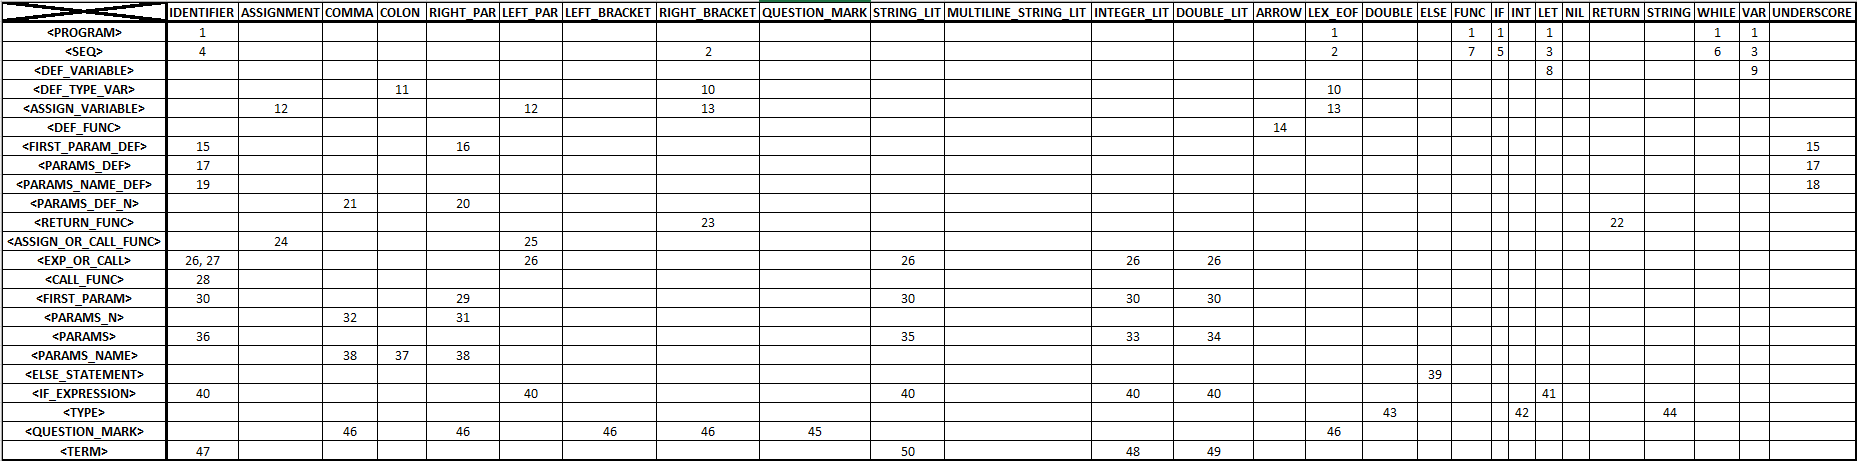 IDENTIFIER ASSIGNMENT COMMA COLON RIGHT_PAR LEFT_PAR LEFT_BRACKET RIGHT_BRACKET QUESTION_MARK STRING_LIT MULTILINE_STRING_LIT INTEGER_LIT DOUBLE_LIT ARROW LEX_EOF DOUBLE ELSE FUNC IF INT LET NIL RETURN STRING WHILE VAR UNDERSCORE
<PROGRAM> 1 1 1 1 1 1 1
<SEQ> 4 2 2 7 5 3 6 3
<DEF_VARIABLE> 8 9
<DEF_TYPE_VAR> 11 10 10
<ASSIGN_VARIABLE> 12 12 13 13
<DEF_FUNC> 14
<FIRST_PARAM_DEF> 15 16 15
<PARAMS_DEF> 17 17
<PARAMS_NAME_DEF> 19 18
<PARAMS_DEF_N> 21 20
<RETURN_FUNC> 23 22
<ASSIGN_OR_CALL_FUNC> 24 25
<EXP_OR_CALL> 26, 27 26 26 26 26
<CALL_FUNC> 28
<FIRST_PARAM> 30 29 30 30 30
<PARAMS_N> 32 31
<PARAMS> 36 35 33 34
<PARAMS_NAME> 38 37 38
<ELSE_STATEMENT> 39
<IF_EXPRESSION> 40 40 40 40 40 41
<TYPE> 43 42 44
<QUESTION_MARK> 46 46 46 46 45 46
<TERM> 47 50 48 49